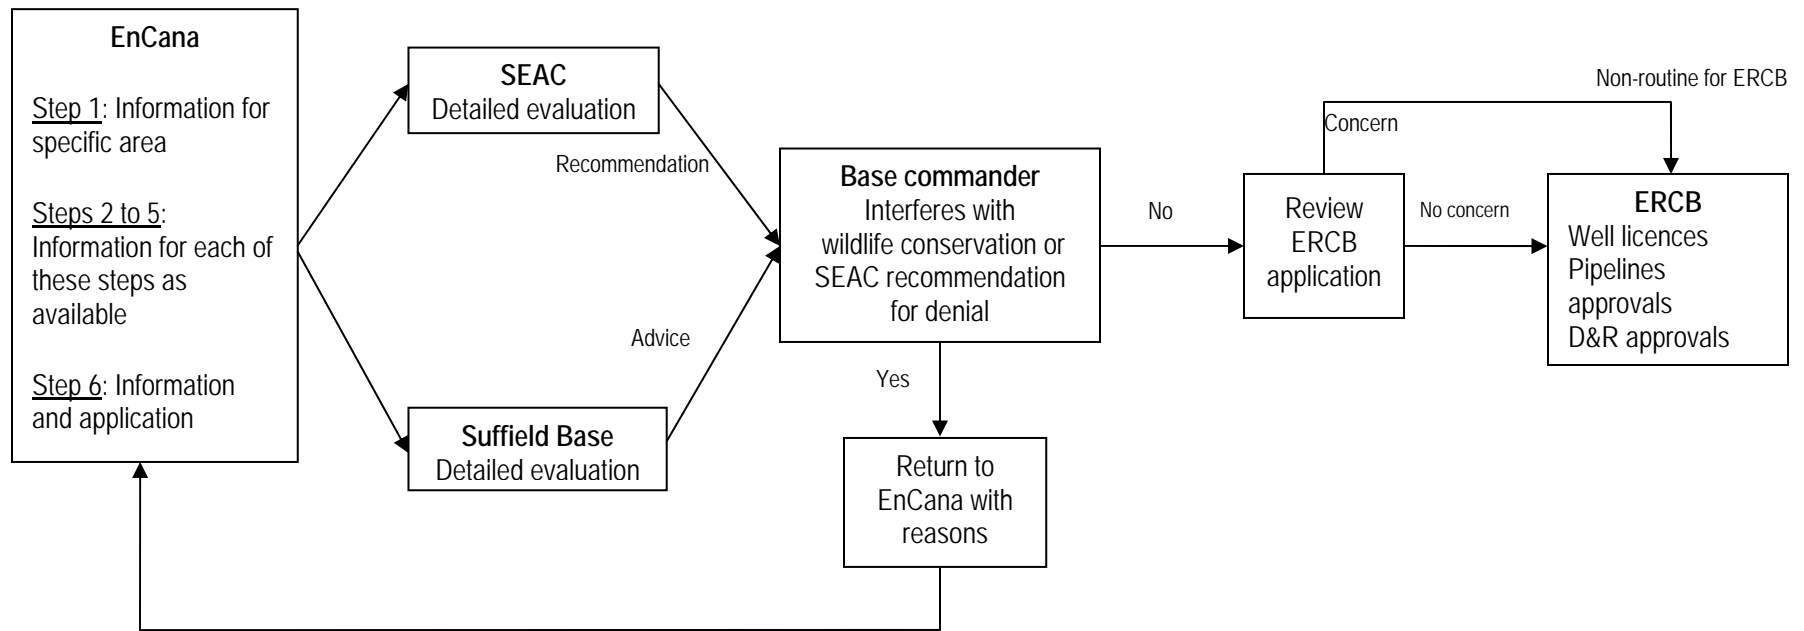 EnCana
Step 1: Information for
specific area
Steps 2 to 5:
Information for each of
these steps as
available
Step 6: Information
and application
SEAC
Detailed evaluation
Recommendation
Advice
Suffield Base
Detailed evaluation
Base commander
Interferes with
wildlife conservation or
SEAC recommendation
for denial
No
Yes
Return to
EnCana with
reasons
Review
ERCB
application
Concern
Non-routine for ERCB
No concern
ERCB
Well licences
Pipelines
approvals
D&R approvals